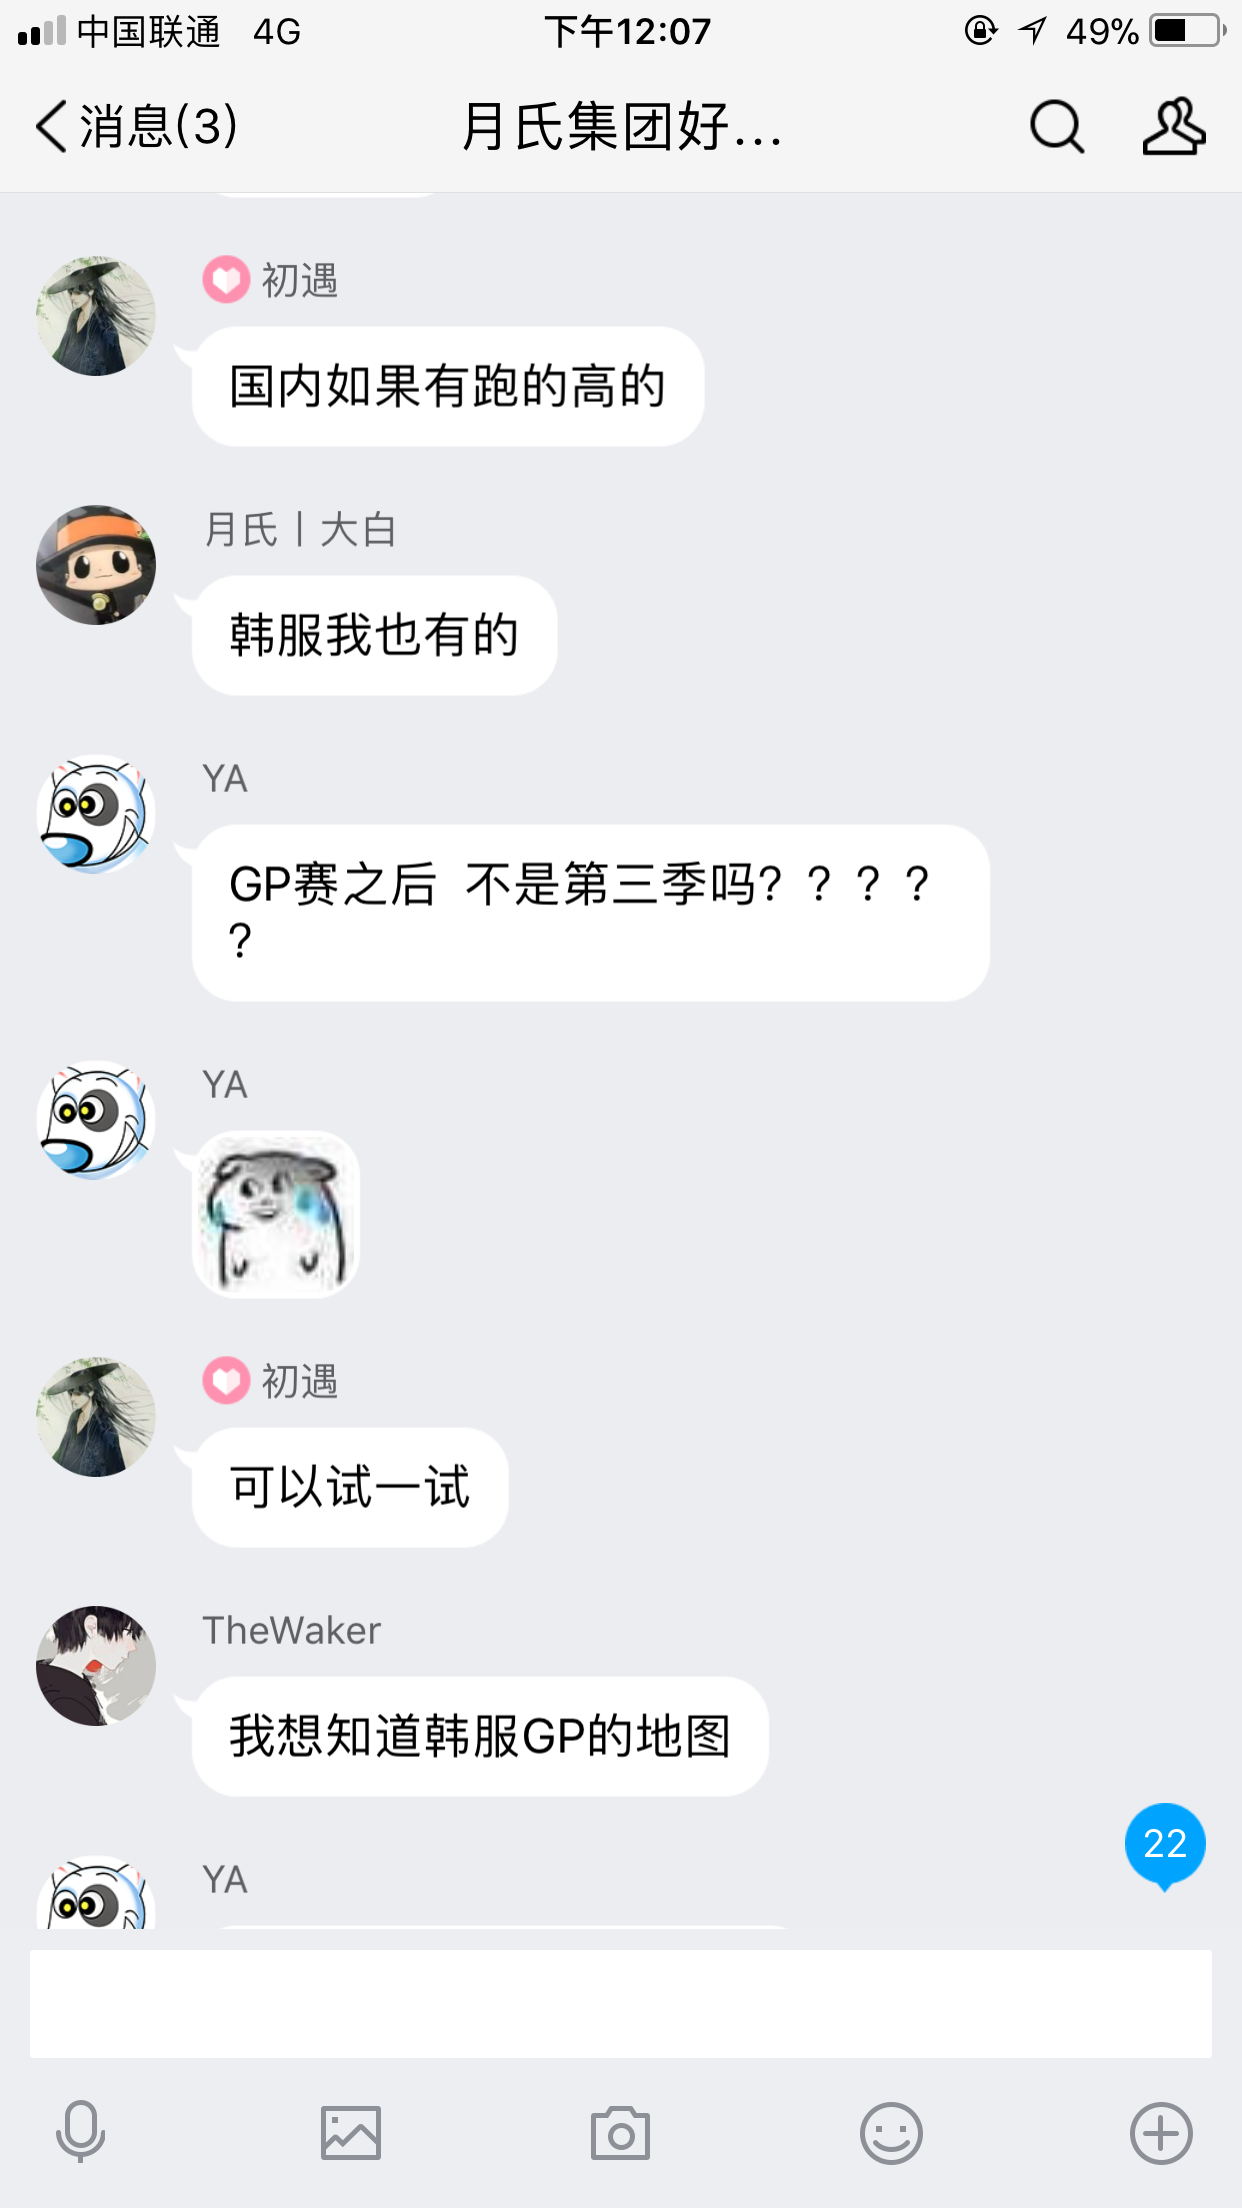 中国联通 4G 下午12:07 49%
消息(3) 月氏集团好...
初遇
国内如果有跑的高的
月氏丨大白
韩服我也有的
YA
GP赛之后 不是第三季吗？？？？
？
YA
初遇
可以试一试
TheWaker
我想知道韩服GP的地图
22
YA